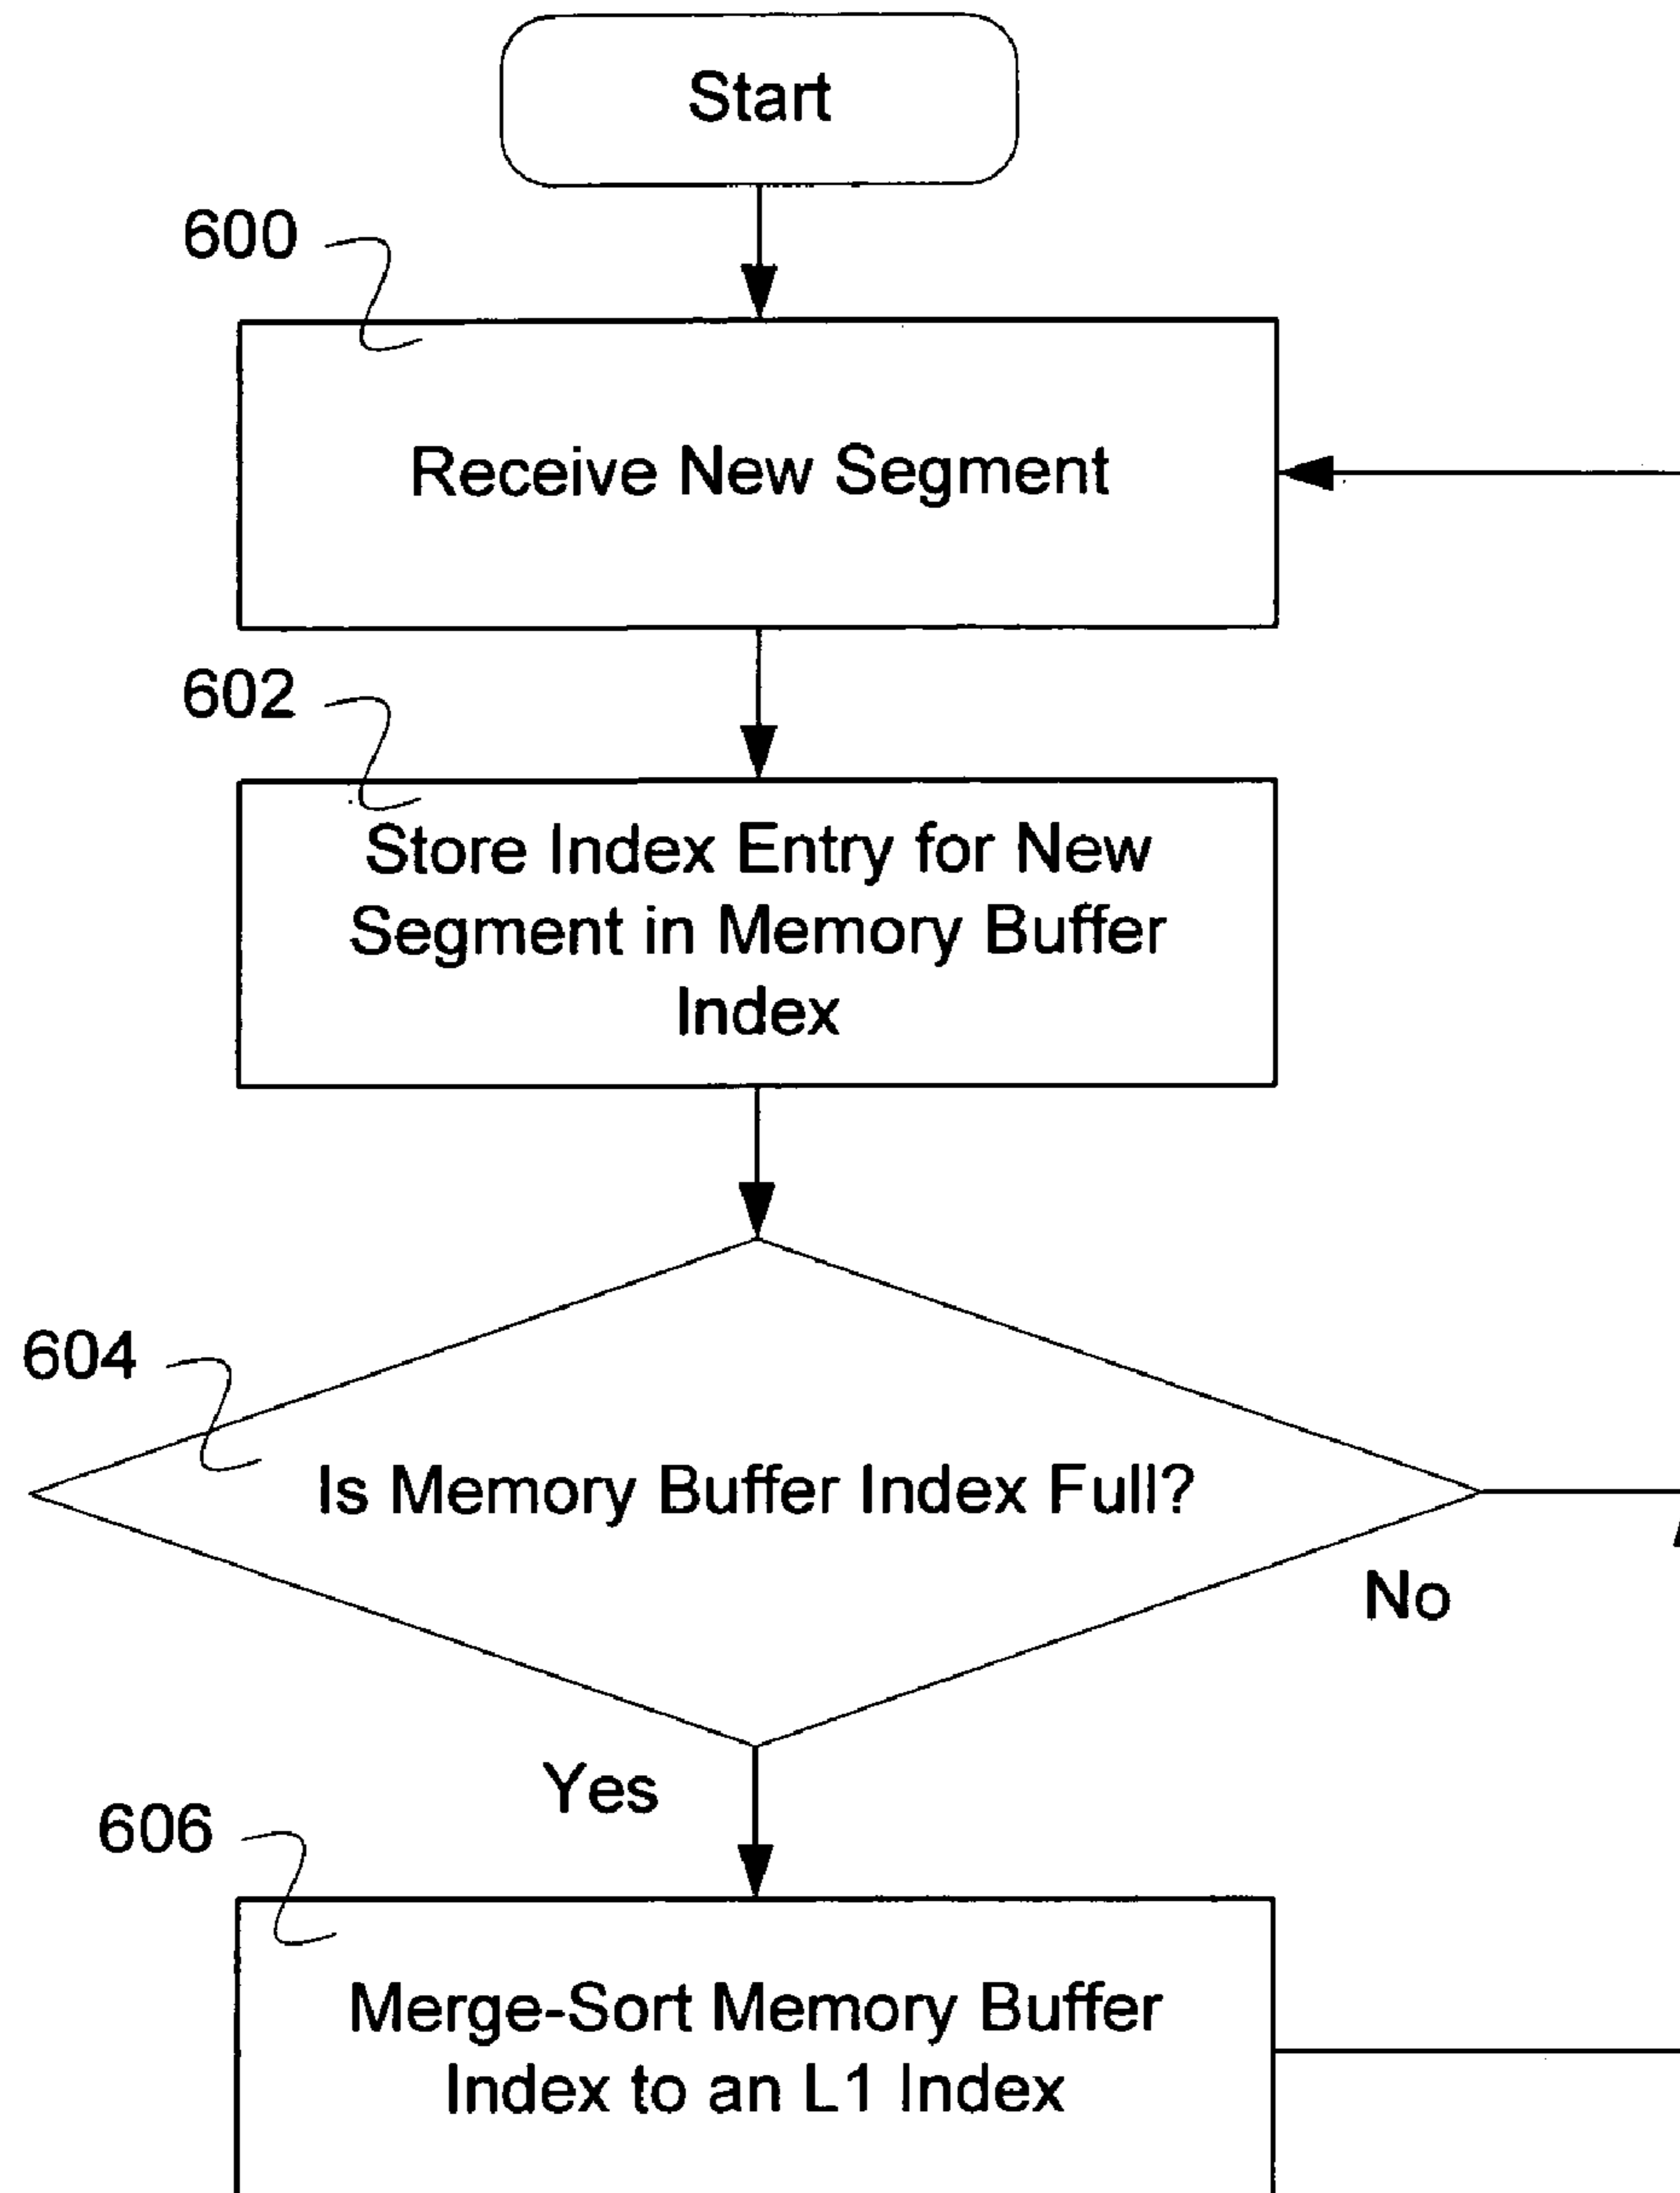 Start
600
Receive New Segment
602
Store Index Entry for New
Segment in Memory Buffer
Index
604
Is Memory Buffer Index Full?
No
Yes
606
Merge-Sort Memory Buffer
Index to an L1 Index